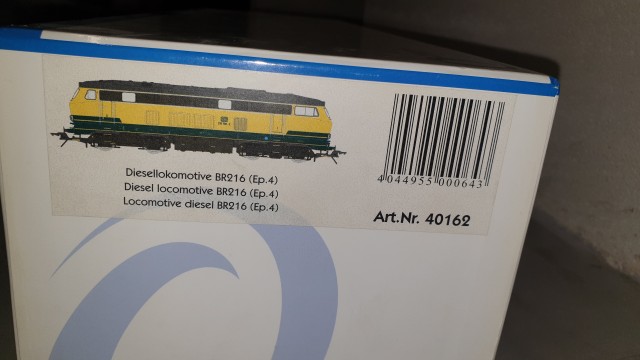 Diesellokomotive BR216 (Ep.4)
Diesel locomotive BR216 (Ep.4)
Locomotive diesel BR216 (Ep.4)
4 044955 000643
Art.Nr. 40162